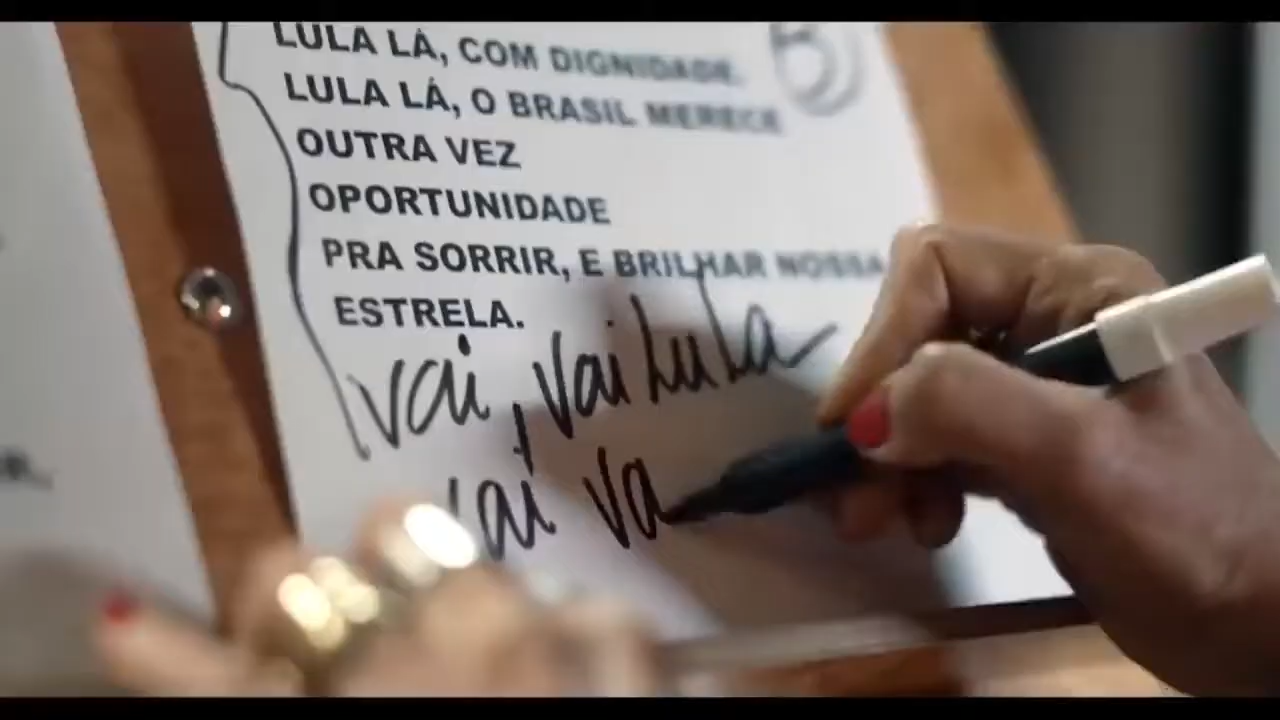 LULA LÁ, COM DIGNIDADE.
LULA LÁ, O BRASIL MERECE
OUTRA VEZ
OPORTUNIDADE
PRA SORRIR, E BRILHAR NOSSA
ESTRELA.
vai, vai Lula
vai va